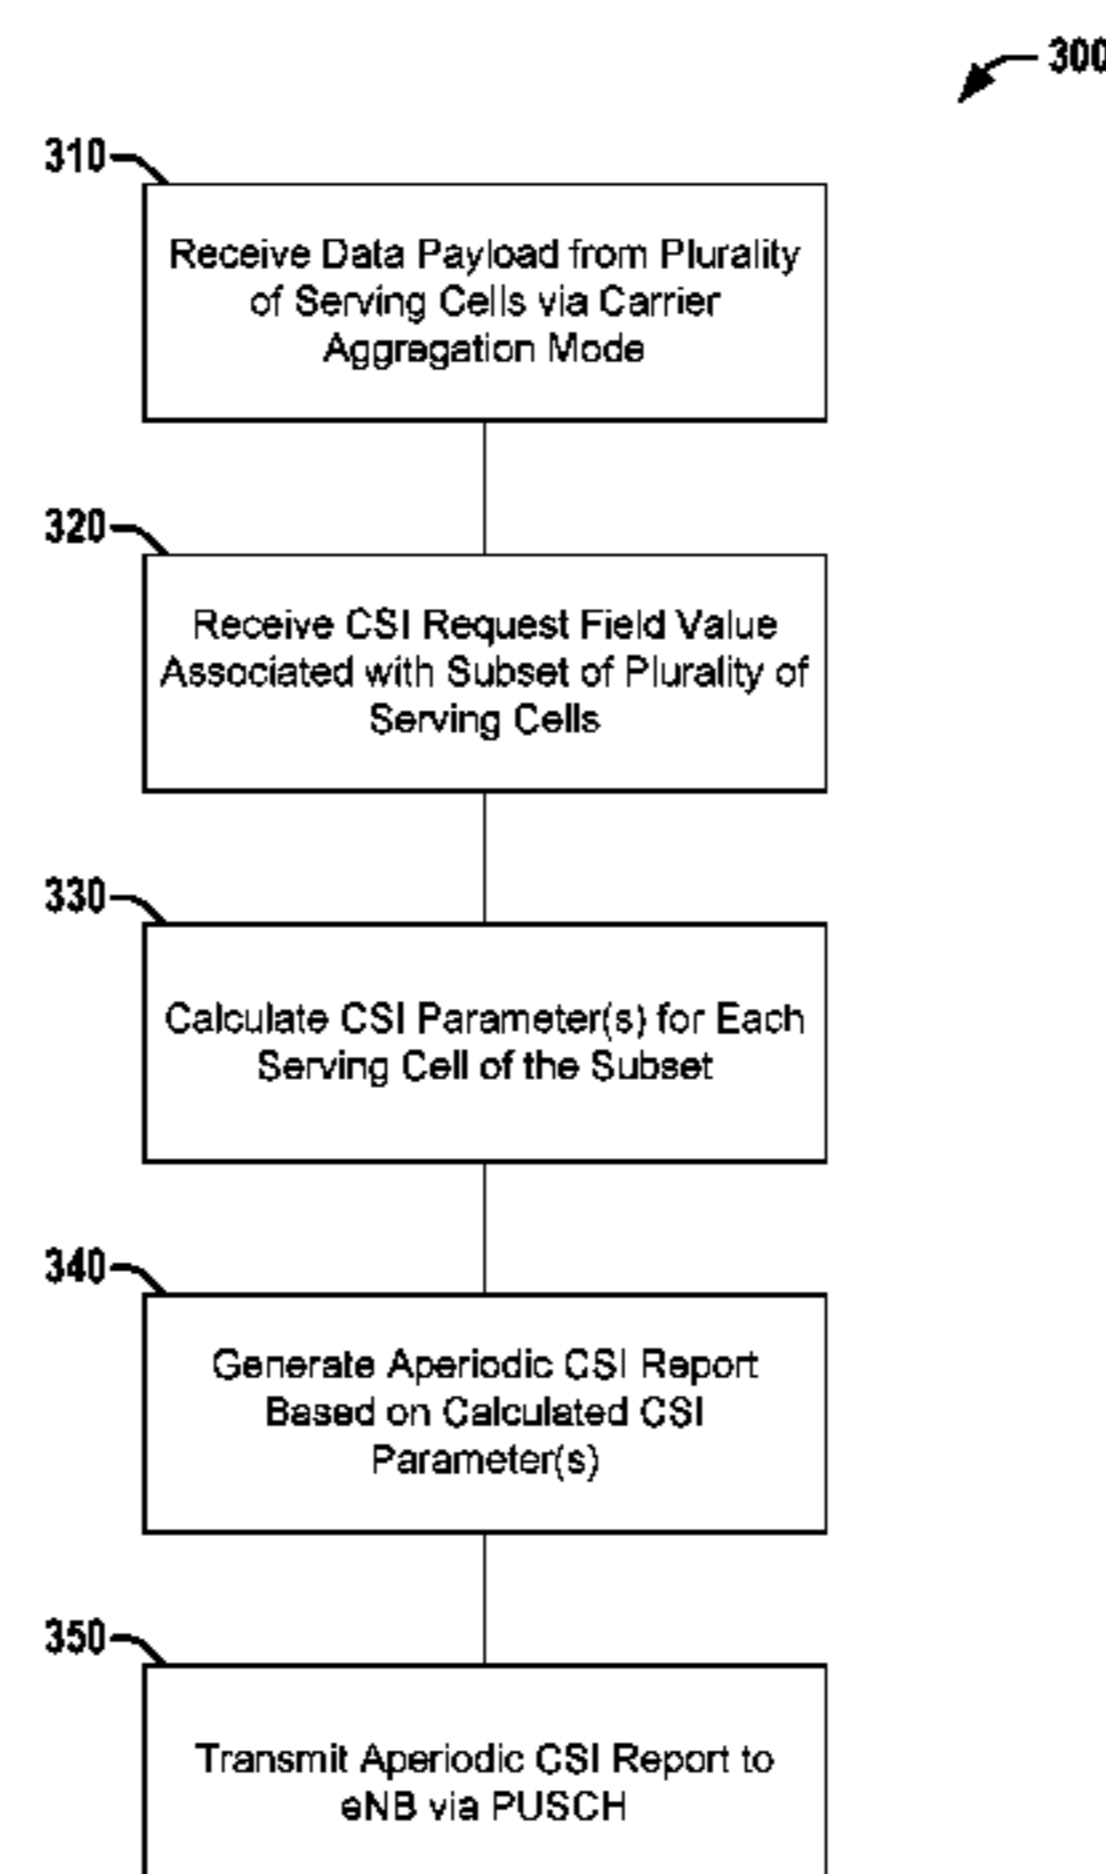 300
310
Receive Data Payload from Plurality
of Serving Cells via Carrier
Aggregation Mode
320
Receive CSI Request Field Value
Associated with Subset of Plurality of
Serving Cells
330
Calculate CSI Parameter(s) for Each
Serving Cell of the Subset
340
Generate Aperiodic CSI Report
Based on Calculated CSI
Parameter(s)
350
Transmit Aperiodic CSI Report to
eNB via PUSCH